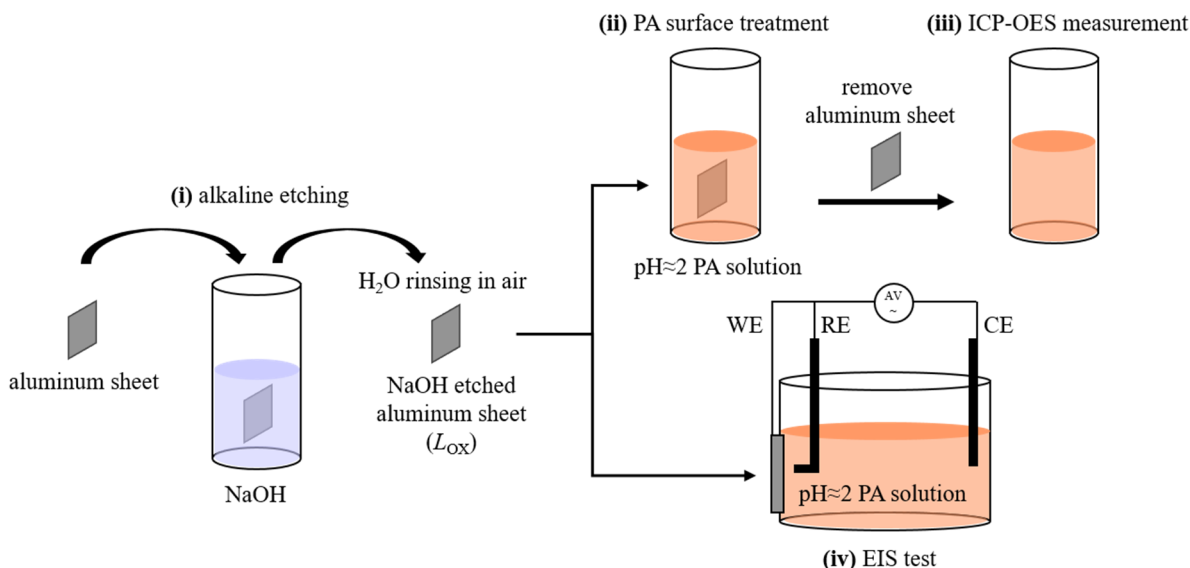 (ii) PA surface treatment
(iii) ICP-OES measurement
remove
aluminum sheet
(i) alkaline etching
pH≈2 PA solution
H₂O rinsing in air
aluminum sheet
NaOH etched
aluminum sheet
(L_OX)
NaOH
WE
RE
AV
~
CE
pH≈2 PA solution
(iv) EIS test